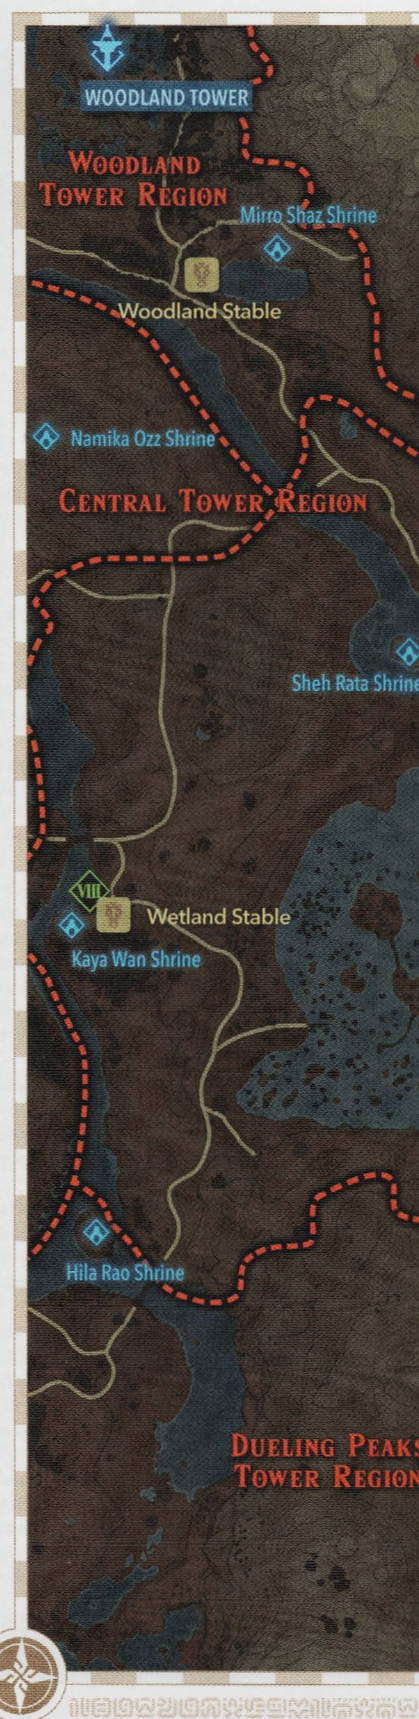 WOODLAND TOWER
WOODLAND
TOWER REGION
Mirro Shaz Shrine
Woodland Stable
Namika Ozz Shrine
CENTRAL TOWER REGION
Sheh Rata Shrine
VIII
Wetland Stable
Kaya Wan Shrine
Hila Rao Shrine
DUELING PEAKS
TOWER REGION